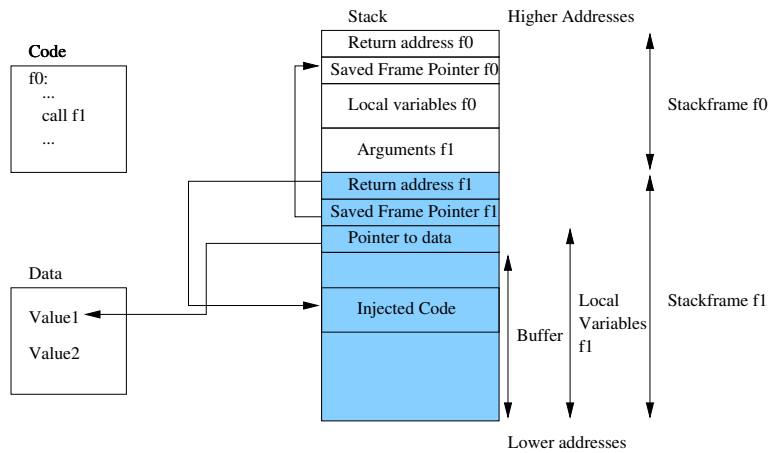 Stack
Higher Addresses
Code
f0:
...
call f1
...
Return address f0
Saved Frame Pointer f0
Local variables f0
Arguments f1
Return address f1
Saved Frame Pointer f1
Pointer to data
Injected Code
Stackframe f0
Data
Value1
Value2
Buffer
Local
Variables
f1
Stackframe f1
Lower addresses